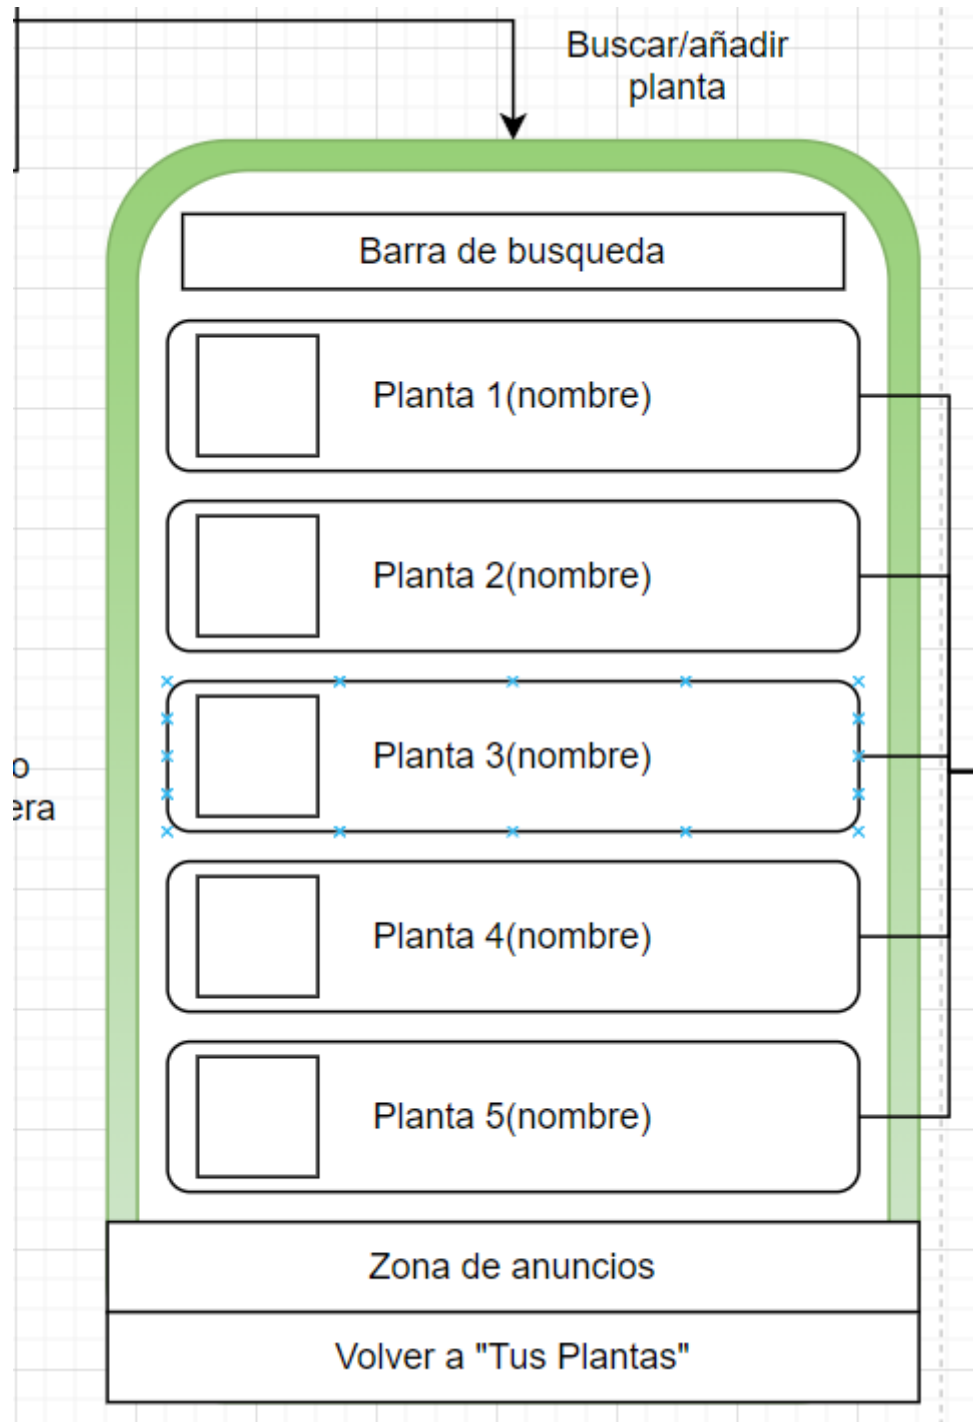 Buscar/añadir
planta
Barra de busqueda
Planta 1(nombre)
Planta 2(nombre)
Planta 3(nombre)
Planta 4(nombre)
Planta 5(nombre)
Zona de anuncios
Volver a "Tus Plantas"